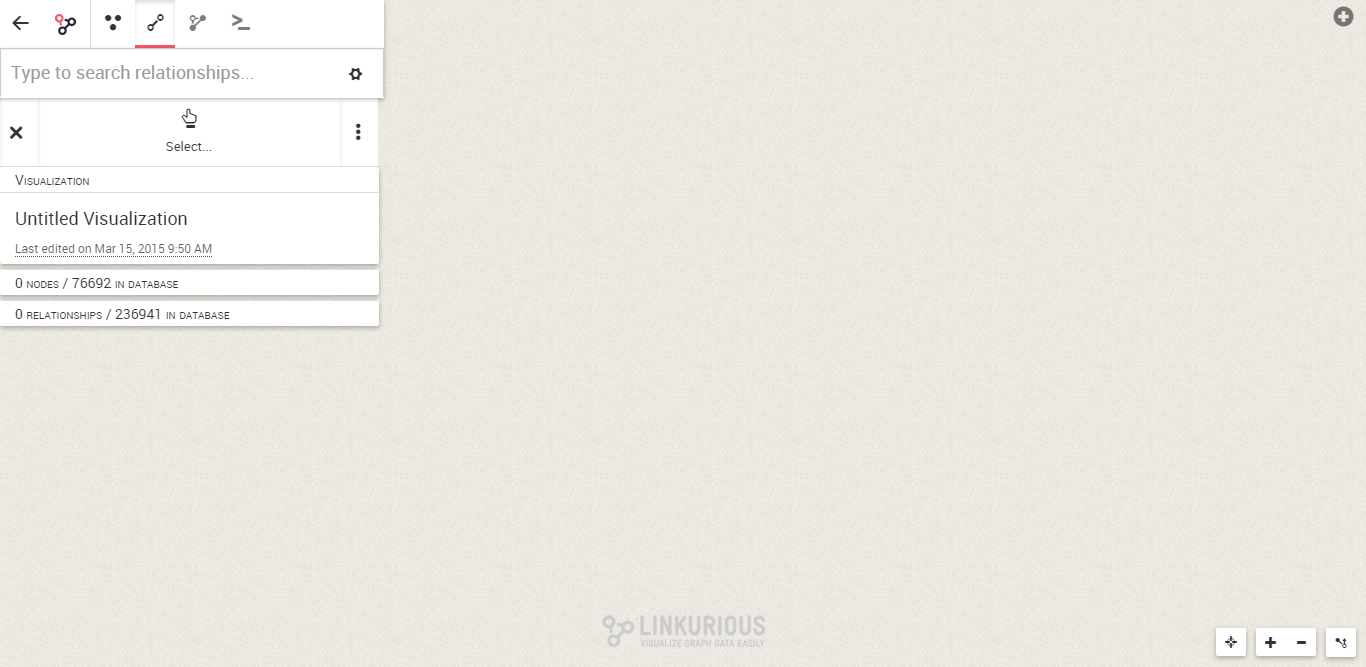 Type to search relationships...
Select...
Visualization
Untitled Visualization
Last edited on Mar 15, 2015 9:50 AM
0 nodes / 76692 in database
0 relationships / 236941 in database
LINKURIOUS
VISUALIZE GRAPH DATA EASILY